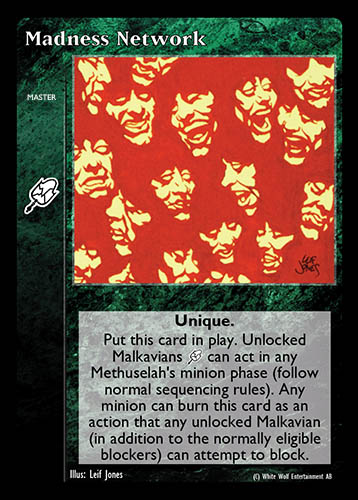 Madness Network
MASTER
LEIF
JONES
Unique.
Put this card in play. Unlocked
Malkavians can act in any
Methuselah's minion phase (follow
normal sequencing rules). Any
minion can burn this card as an
action that any unlocked Malkavian
(in addition to the normally eligible
blockers) can attempt to block.
Illus: Leif Jones
(C) White Wolf Entertainment AB